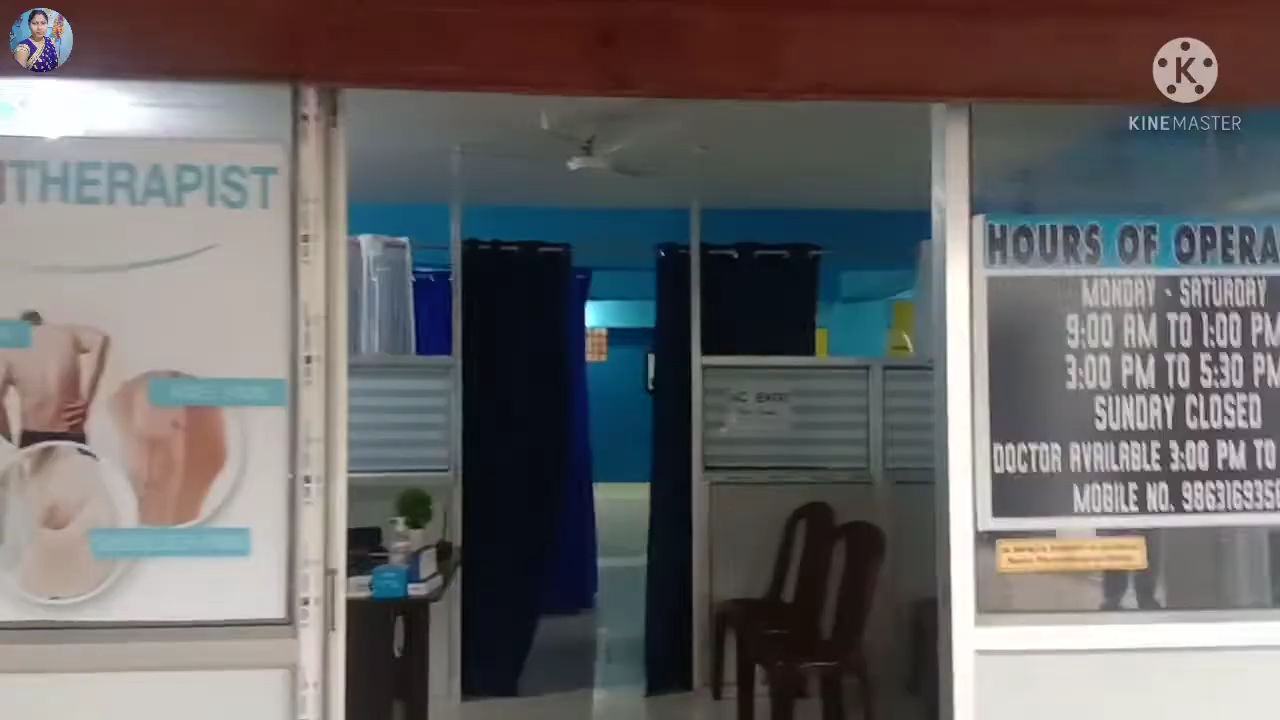 THERAPIST
K
KINEMASTER
HOURS OF OPERA
MONDAY - SATURDAY
9:00 AM TO 1:00 PM
3:00 PM TO 5:30 PM
SUNDAY CLOSED
DOCTOR AVAILABLE 3:00 PM TO
MOBILE NO. 986316935